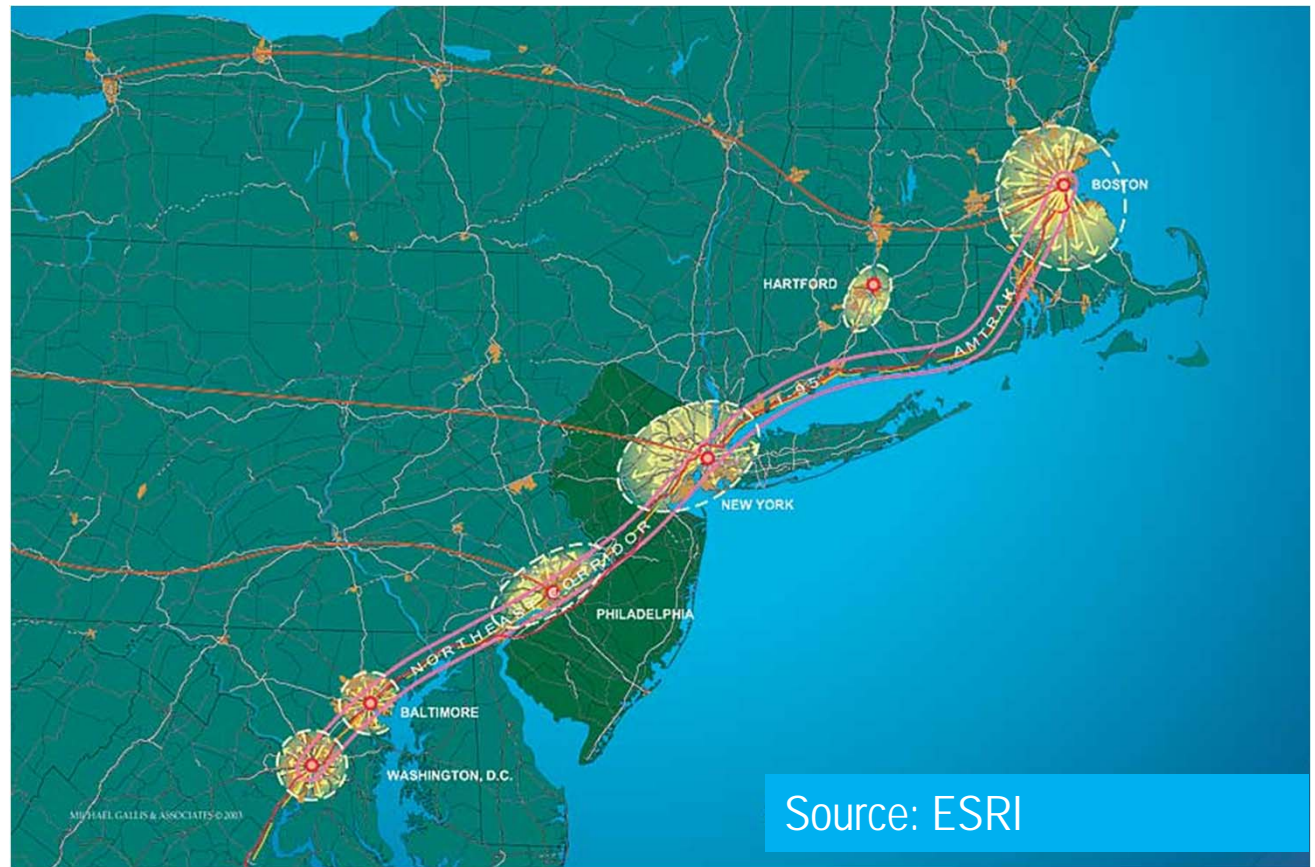 BOSTON
HARTFORD
AMTRAK
I-95
NEW YORK
NORTHEAST CORRIDOR
PHILADELPHIA
BALTIMORE
WASHINGTON, D.C.
MICHAEL GALLIS & ASSOCIATES © 2003
Source: ESRI